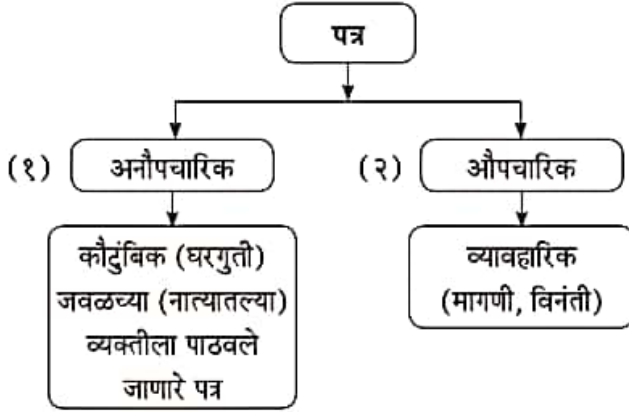 पत्र
(१) अनौपचारिक
(२) औपचारिक
कौटुंबिक (घरगुती)
जवळच्या (नात्यातल्या)
व्यक्तीला पाठवले
जाणारे पत्र
व्यावहारिक
(मागणी, विनंती)